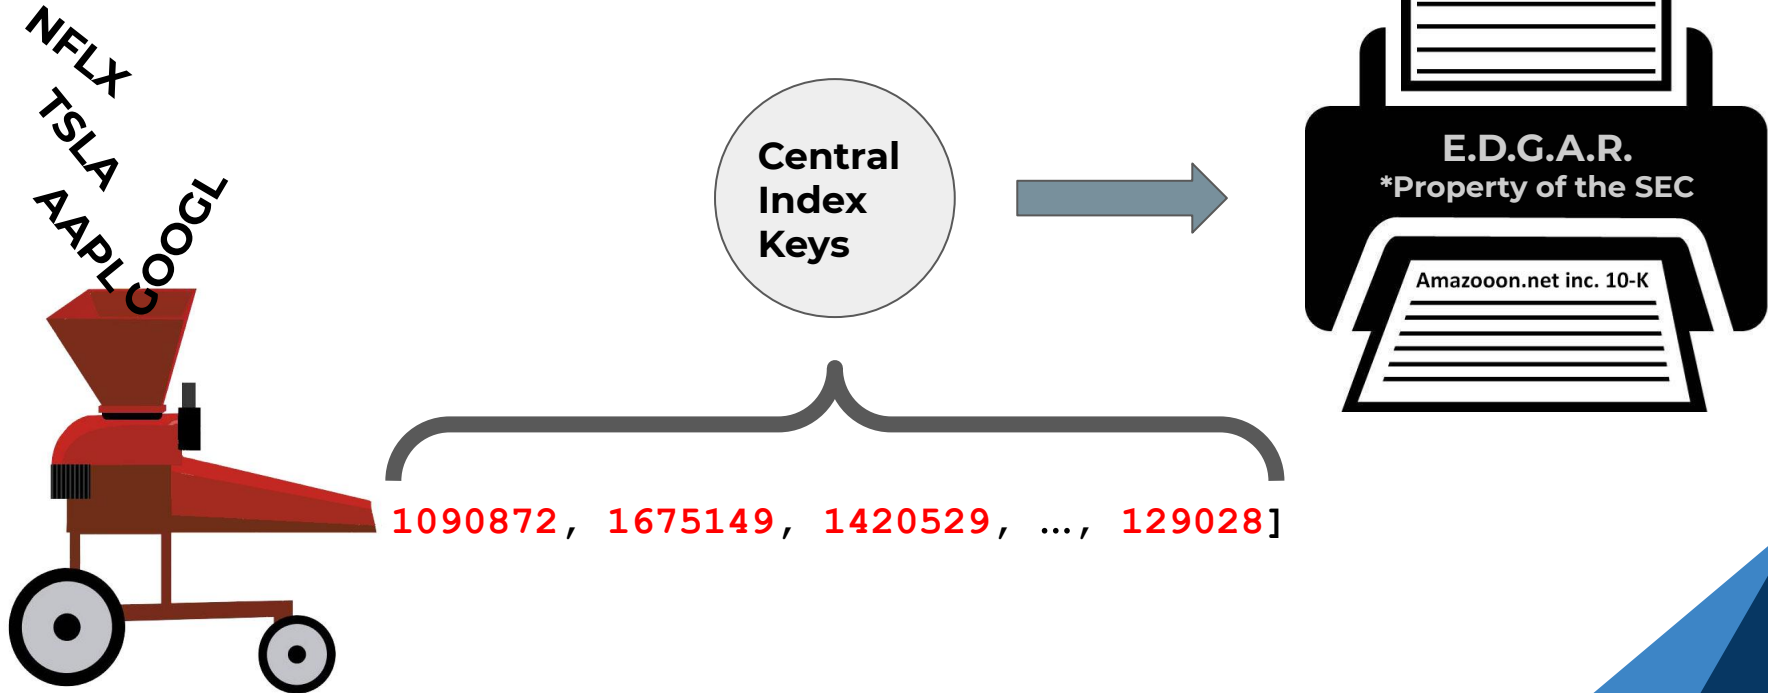 NFLX
TSLA
AAPL
GOOGL
Central
Index
Keys
E.D.G.A.R.
*Property of the SEC
Amazooon.net inc. 10-K
1090872, 1675149, 1420529, ..., 129028]